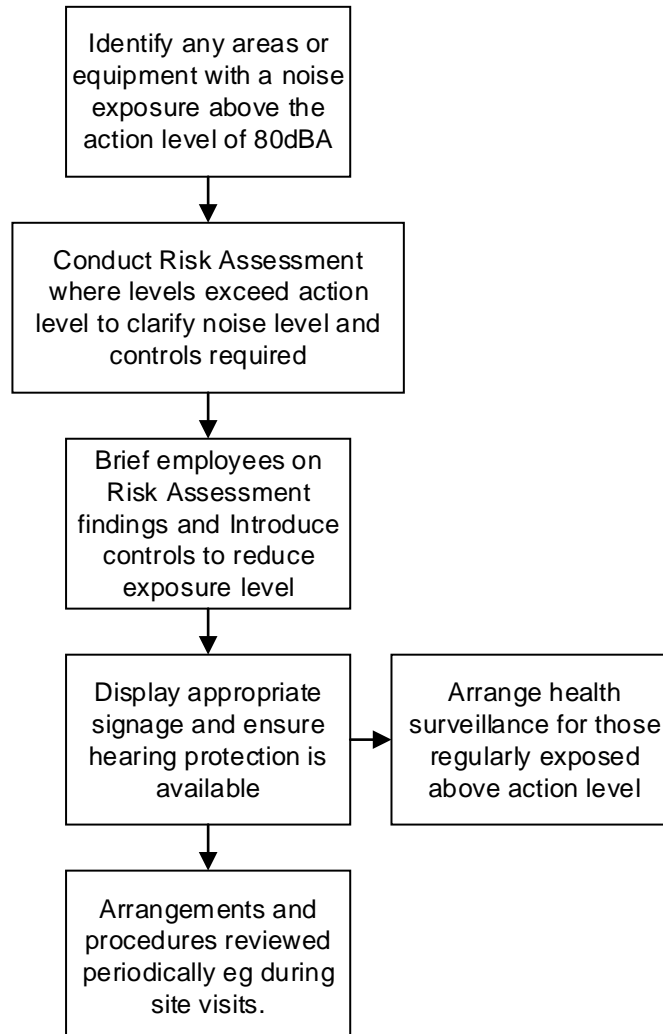 Identify any areas or
equipment with a noise
exposure above the
action level of 80dBA
Conduct Risk Assessment
where levels exceed action
level to clarify noise level and
controls required
Brief employees on
Risk Assessment
findings and Introduce
controls to reduce
exposure level
Display appropriate
signage and ensure
hearing protection is
available
Arrange health
surveillance for those
regularly exposed
above action level
Arrangements and
procedures reviewed
periodically eg during
site visits.